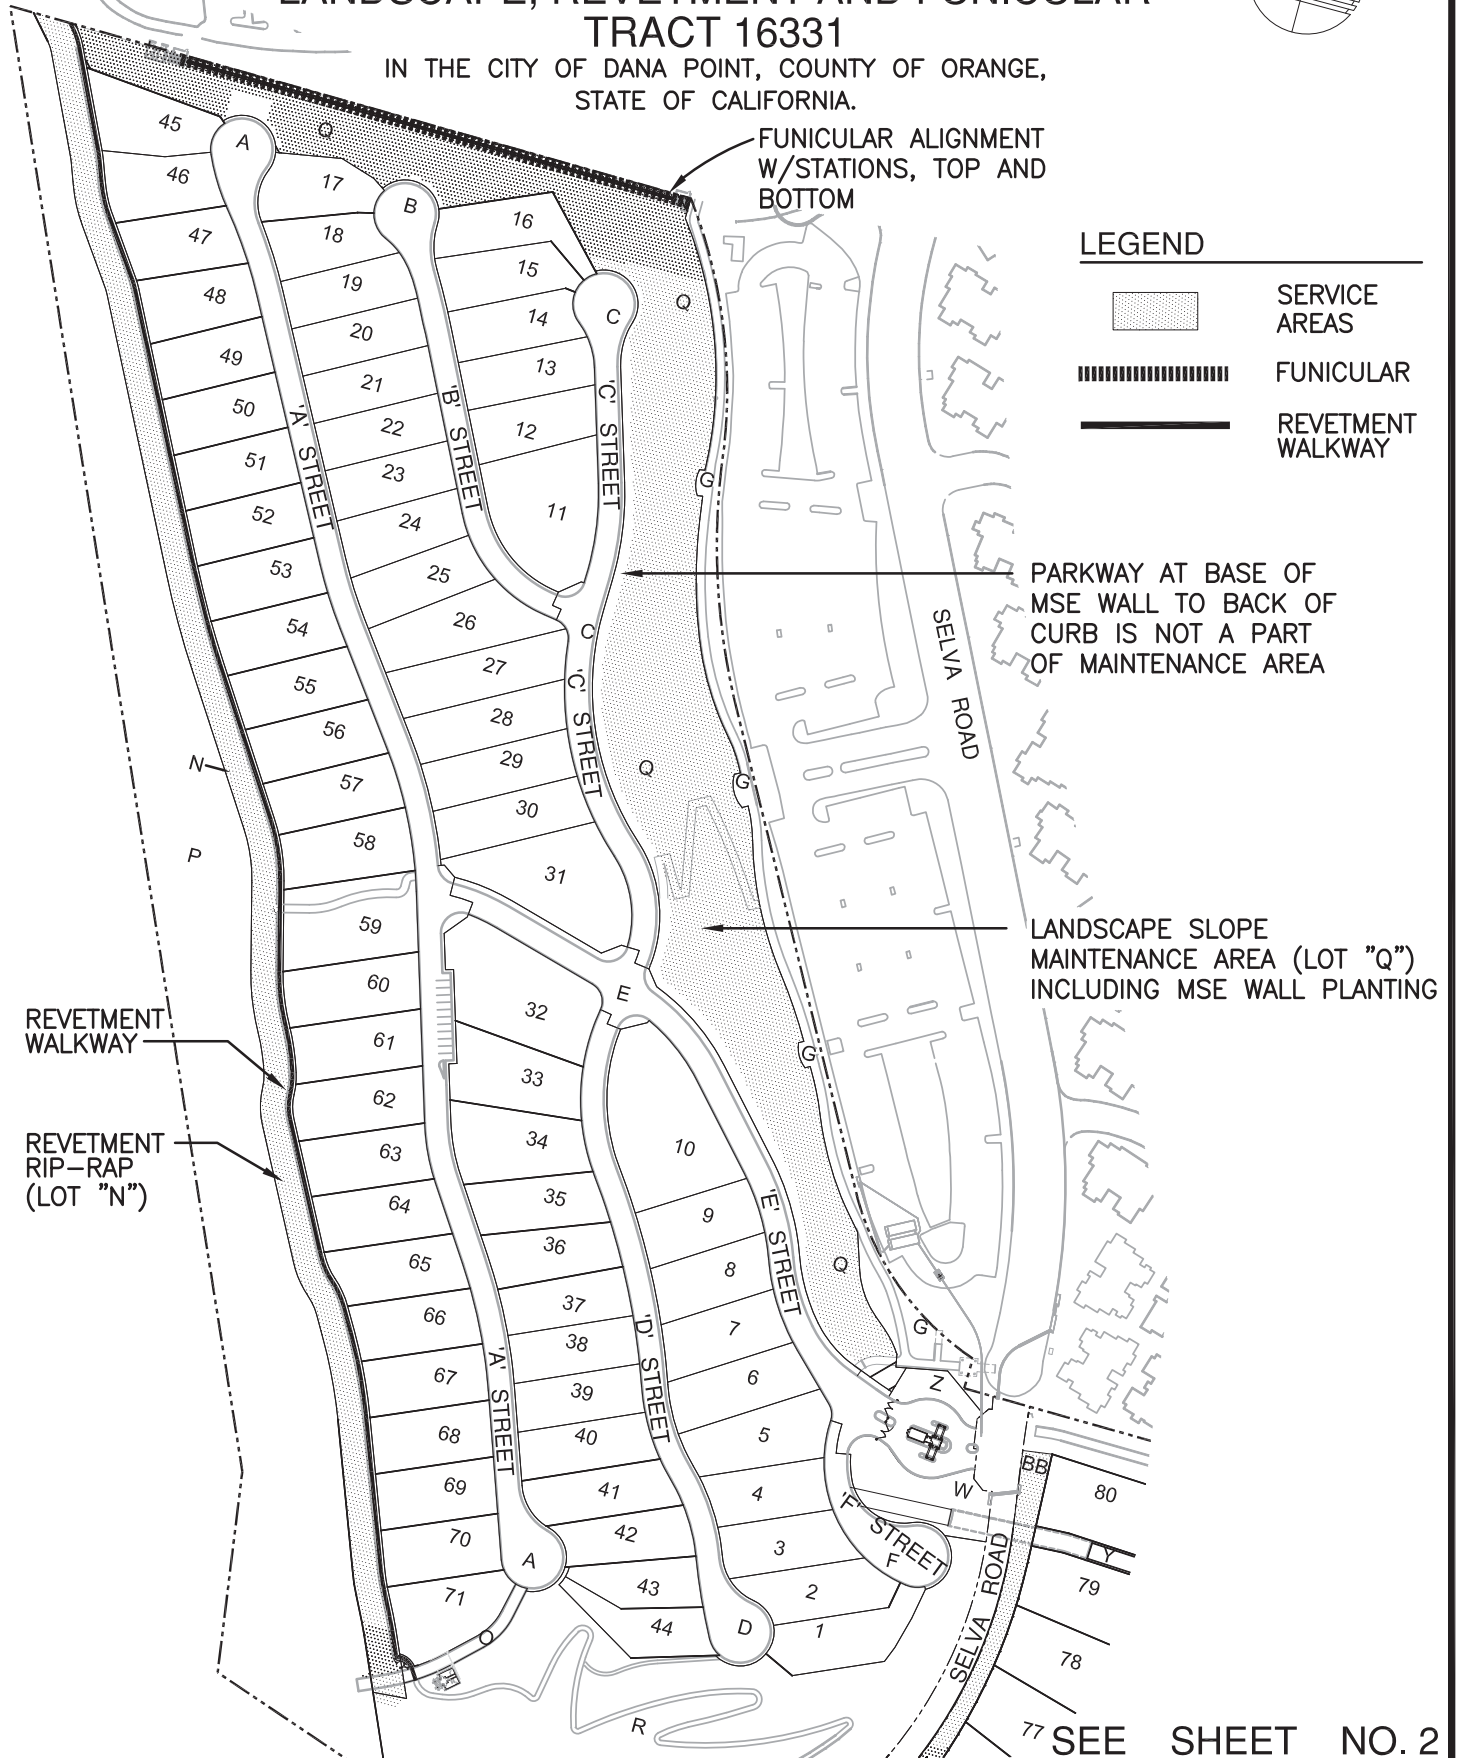 LANDSCAPE, REVETMENT AND FUNICULAR
TRACT 16331
IN THE CITY OF DANA POINT, COUNTY OF ORANGE,
STATE OF CALIFORNIA.
FUNICULAR ALIGNMENT
W/STATIONS, TOP AND
BOTTOM
LEGEND
SERVICE
AREAS
FUNICULAR
REVETMENT
WALKWAY
PARKWAY AT BASE OF
MSE WALL TO BACK OF
CURB IS NOT A PART
OF MAINTENANCE AREA
LANDSCAPE SLOPE
MAINTENANCE AREA (LOT "Q")
INCLUDING MSE WALL PLANTING
REVETMENT
WALKWAY
REVETMENT
RIP-RAP
(LOT "N")
45
46
47
48
49
50
51
52
53
54
55
56
57
58
59
60
61
62
63
64
65
66
67
68
69
70
71
A
'A' STREET
'A' STREET
A
O
N
P
Q
17
18
19
20
21
22
23
24
25
26
27
28
29
30
31
32
33
34
35
36
37
38
39
40
41
42
43
44
B
'B' STREET
16
15
14
13
12
11
C
'C' STREET
C
'C' STREET
Q
Q
Q
G
G
G
G
E
'E' STREET
10
9
8
7
6
5
4
3
2
1
'D' STREET
D
'F' STREET
F
Z
W
BB
80
Y
79
78
77
R
SELVA ROAD
SELVA ROAD
SEE SHEET NO. 2